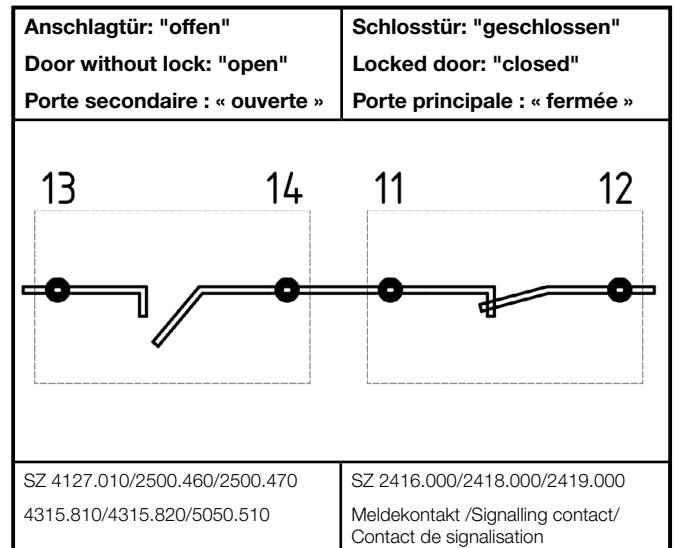 Anschlagtür: "offen"
Door without lock: "open"
Porte secondaire : « ouverte »
Schlosstür: "geschlossen"
Locked door: "closed"
Porte principale : « fermée »
13
14
11
12
SZ 4127.010/2500.460/2500.470
4315.810/4315.820/5050.510
SZ 2416.000/2418.000/2419.000
Meldekontakt /Signalling contact/
Contact de signalisation